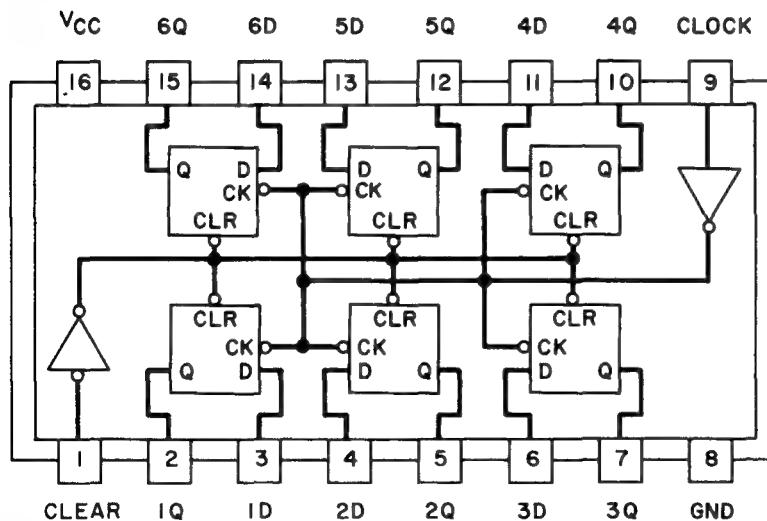 VCC 6Q 6D 5D 5Q 4D 4Q CLOCK
16 15 14 13 12 11 10 9
Q D D Q D Q
CK CK CK
CLR CLR CLR
CLR CLR CLR
CK CK CK
Q D D Q D Q
1 2 3 4 5 6 7 8
CLEAR 1Q 1D 2D 2Q 3D 3Q GND